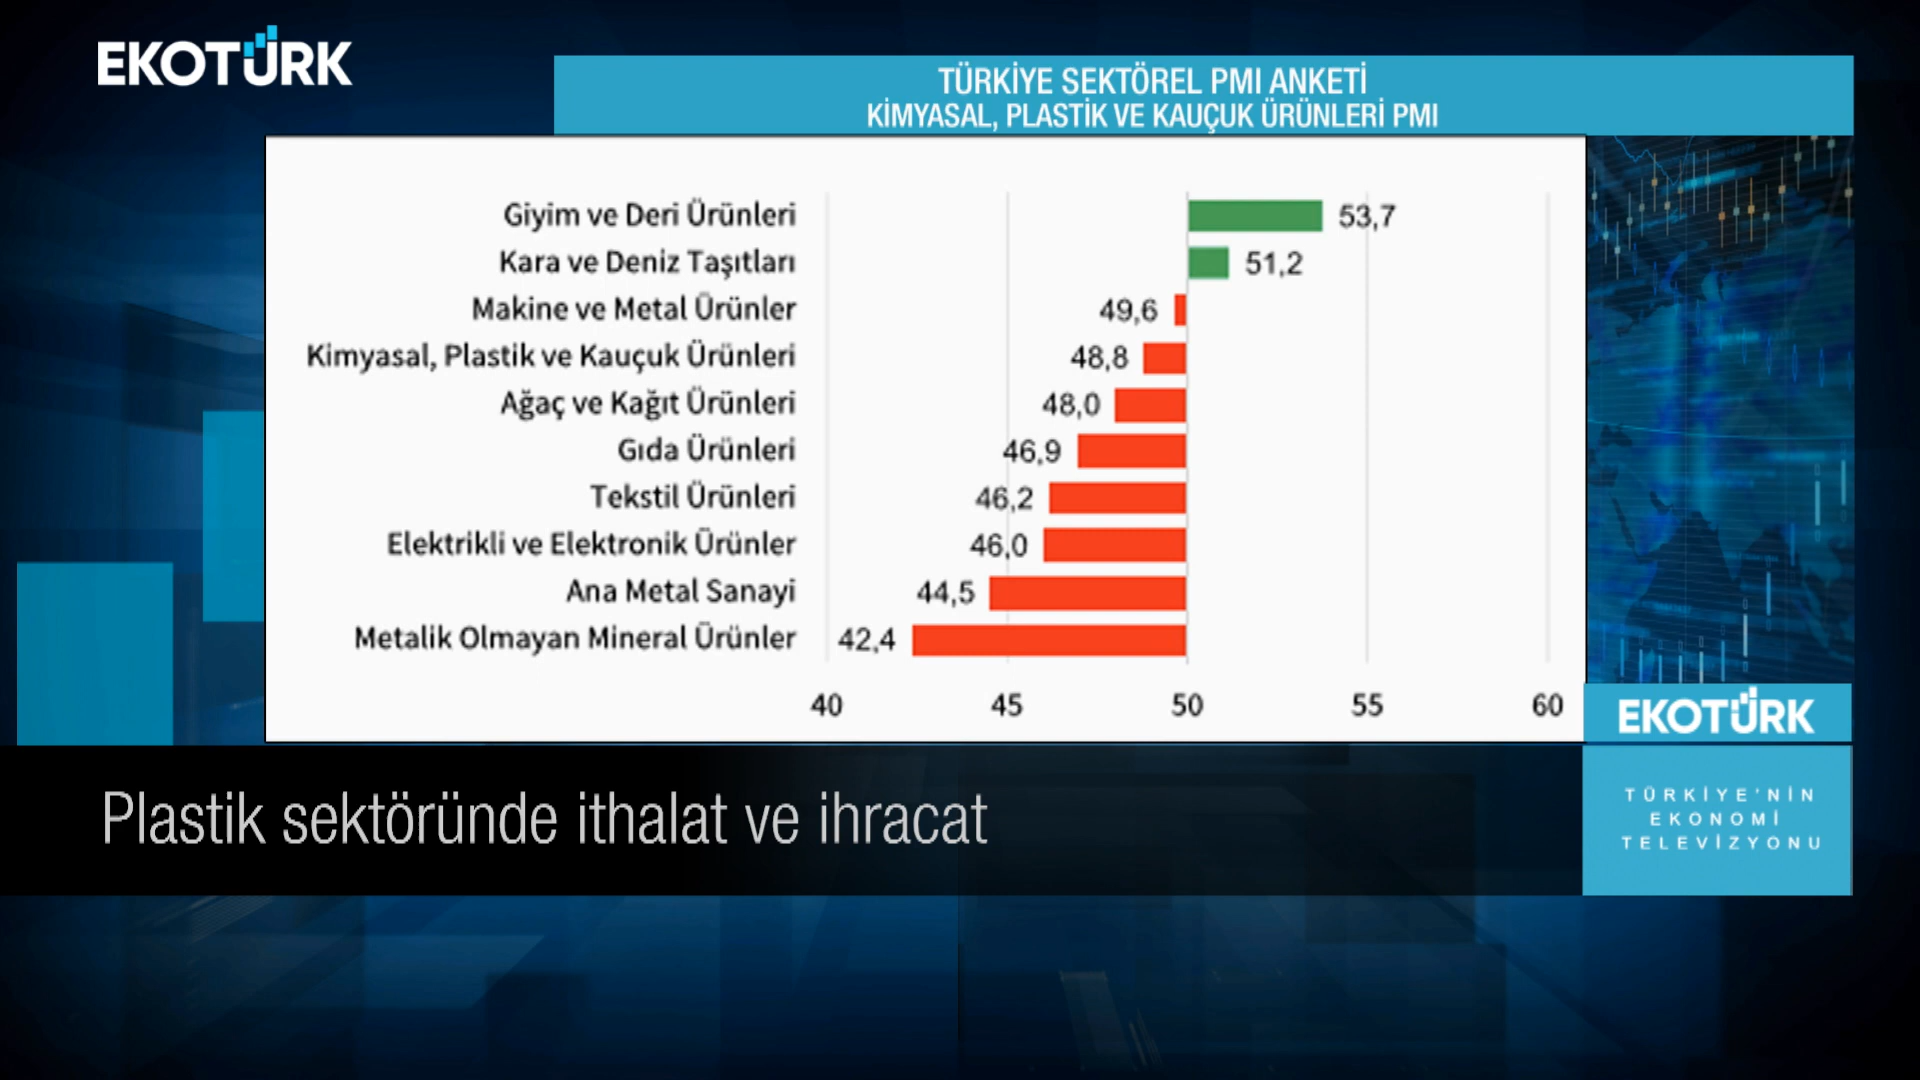 EKOTÜRK
TÜRKİYE SEKTÖREL PMI ANKETİ
KİMYASAL, PLASTİK VE KAUÇUK ÜRÜNLERİ PMI
Giyim ve Deri Ürünleri 53,7
Kara ve Deniz Taşıtları 51,2
Makine ve Metal Ürünler 49,6
Kimyasal, Plastik ve Kauçuk Ürünleri 48,8
Ağaç ve Kağıt Ürünleri 48,0
Gıda Ürünleri 46,9
Tekstil Ürünleri 46,2
Elektrikli ve Elektronik Ürünler 46,0
Ana Metal Sanayi 44,5
Metalik Olmayan Mineral Ürünler 42,4
40 45 50 55 60
EKOTÜRK
TÜRKİYE'NİN
EKONOMİ
TELEVİZYONU
Plastik sektöründe ithalat ve ihracat